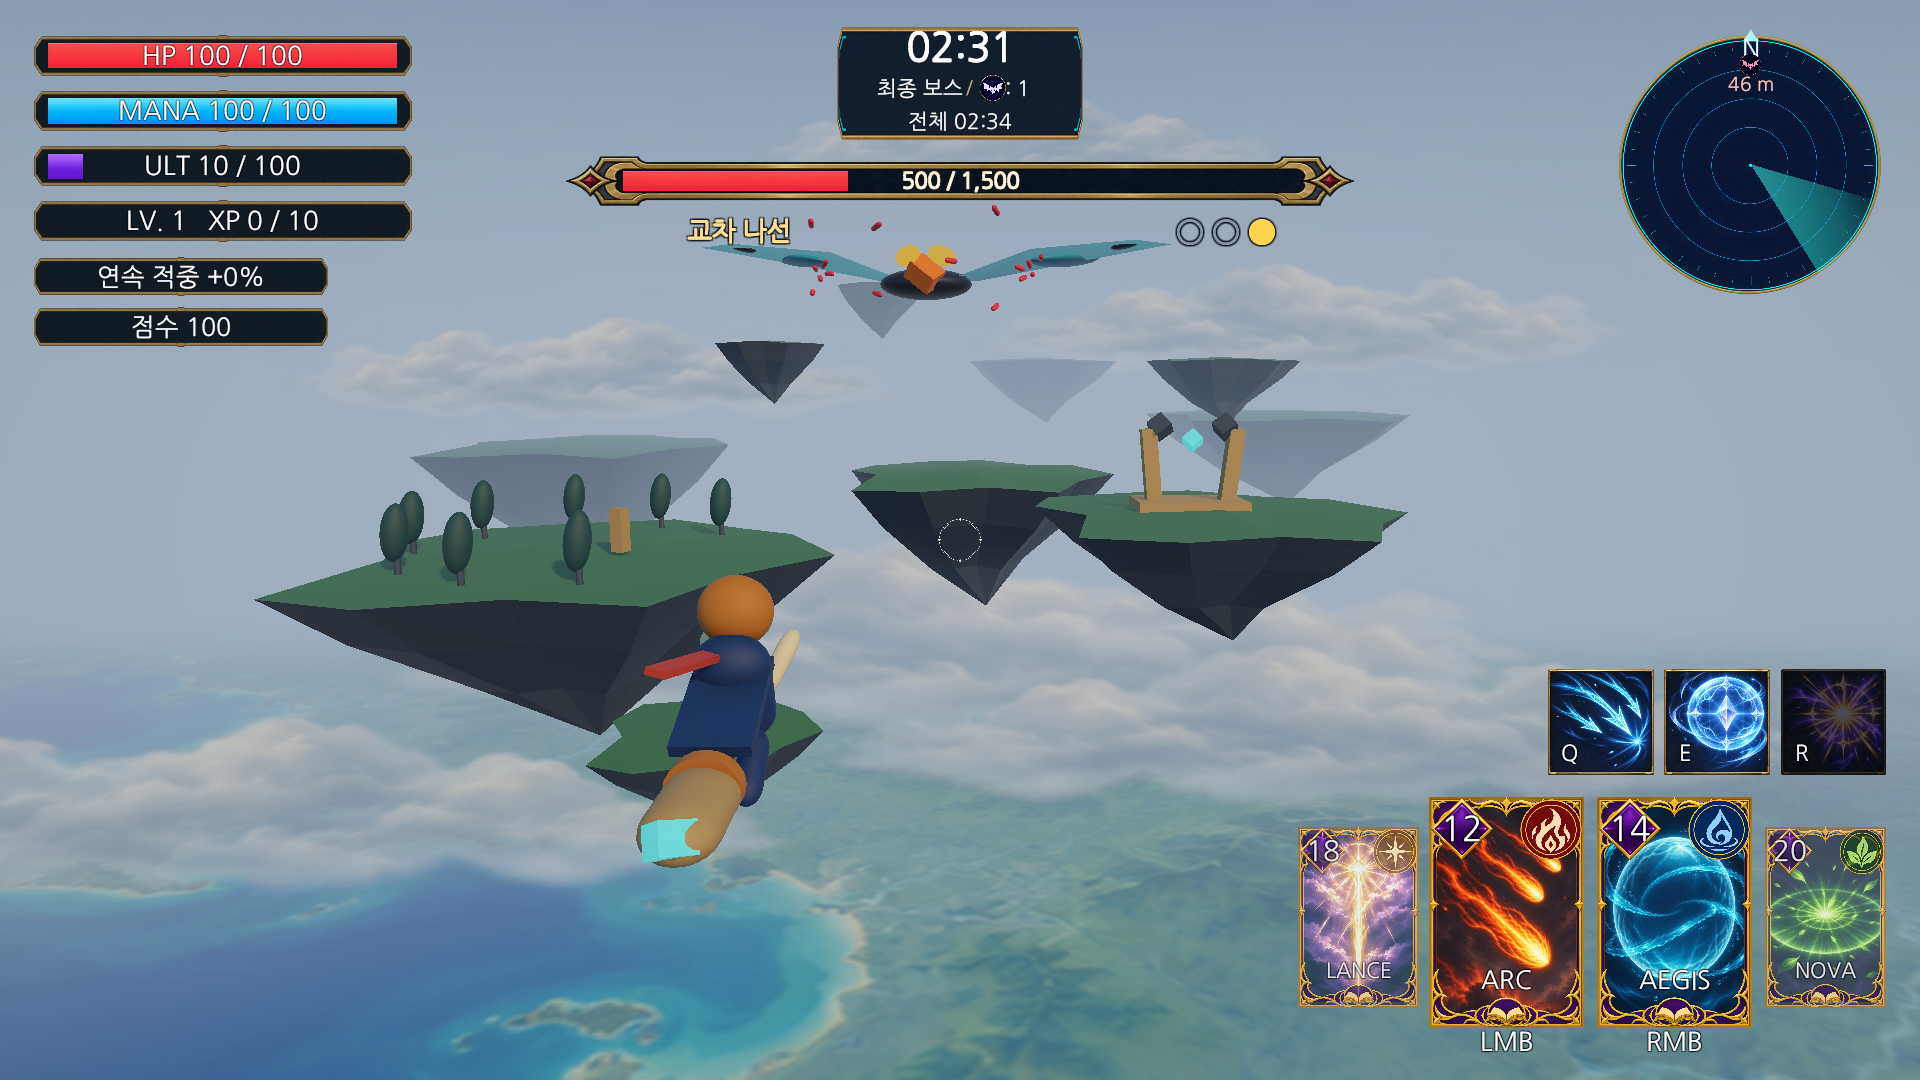 HP 100 / 100
MANA 100 / 100
ULT 10 / 100
LV. 1 XP 0 / 10
연속 적중 +0%
점수 100
02:31
최종 보스 / : 1
전체 02:34
500 / 1,500
교차 나선
N
46 m
Q
E
R
18
LANCE
12
ARC
LMB
14
AEGIS
RMB
20
NOVA